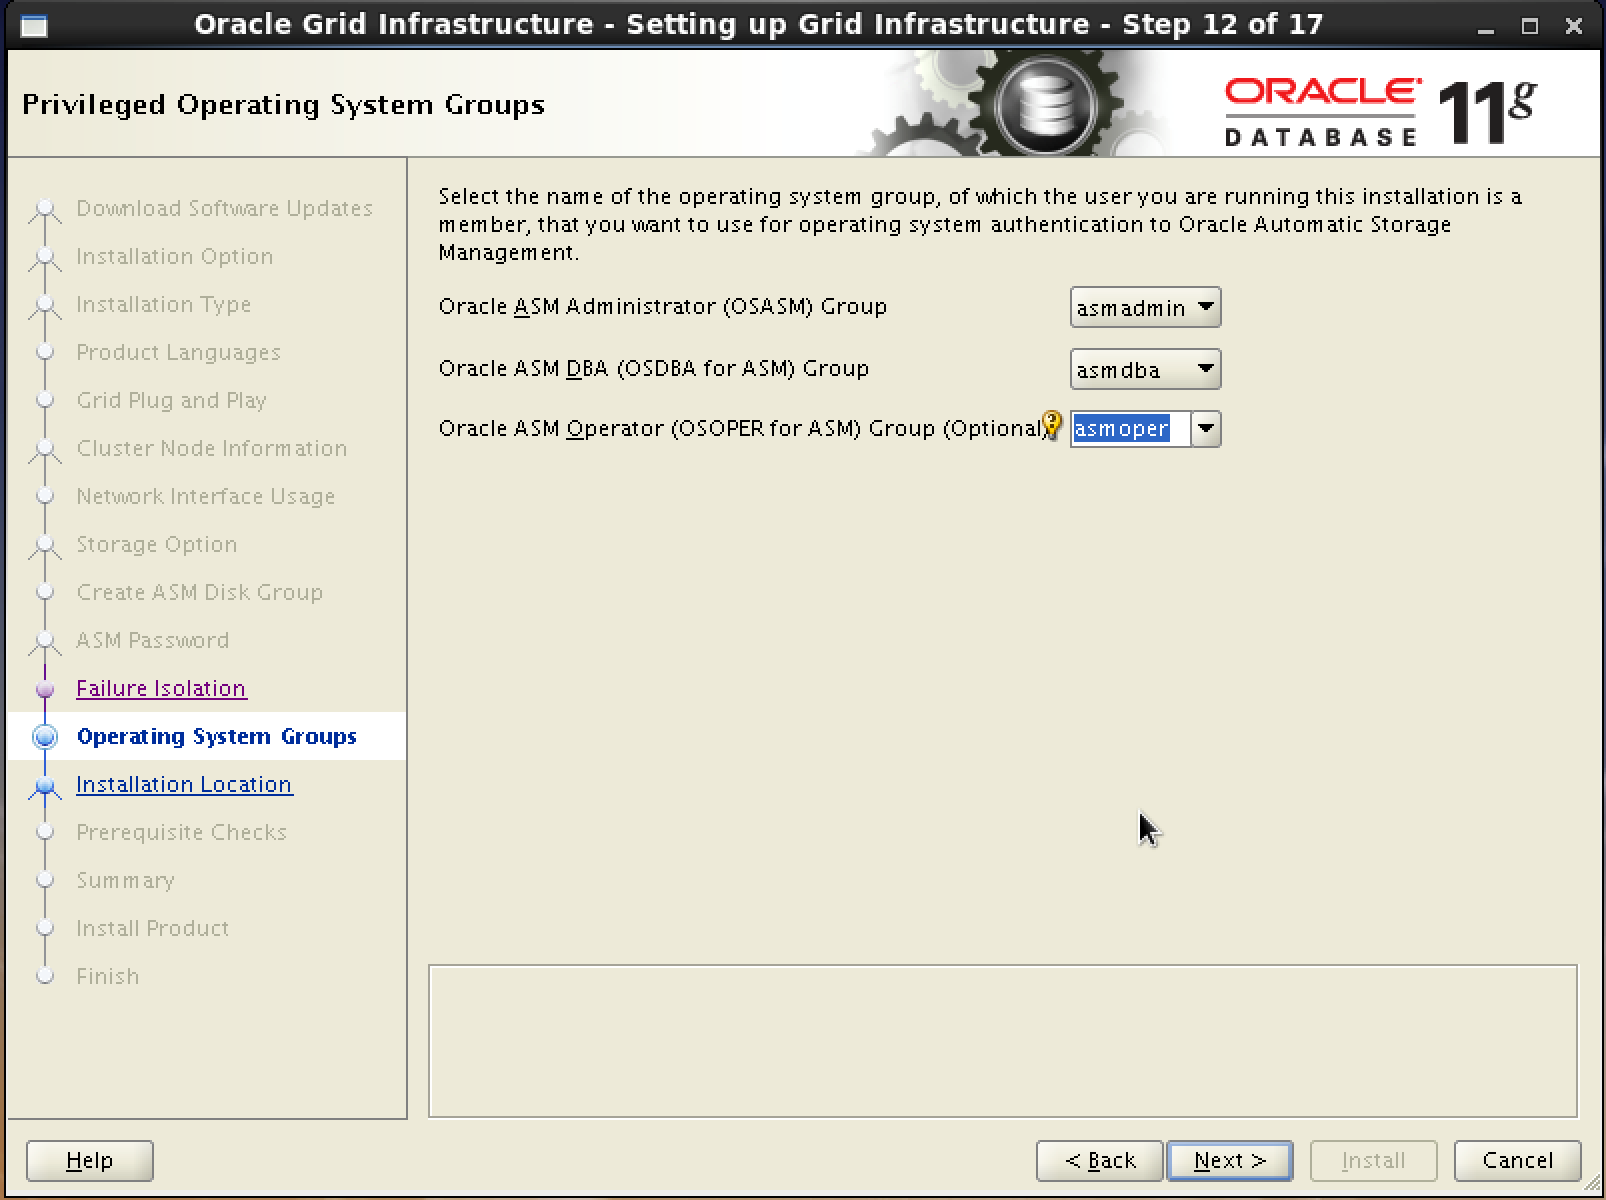 Oracle Grid Infrastructure - Setting up Grid Infrastructure - Step 12 of 17
Privileged Operating System Groups
ORACLE
DATABASE
11g
Download Software Updates
Installation Option
Installation Type
Product Languages
Grid Plug and Play
Cluster Node Information
Network Interface Usage
Storage Option
Create ASM Disk Group
ASM Password
Failure Isolation
Operating System Groups
Installation Location
Prerequisite Checks
Summary
Install Product
Finish
Select the name of the operating system group, of which the user you are running this installation is a
member, that you want to use for operating system authentication to Oracle Automatic Storage
Management.
Oracle ASM Administrator (OSASM) Group asmadmin
Oracle ASM DBA (OSDBA for ASM) Group asmdba
Oracle ASM Operator (OSOPER for ASM) Group (Optional) asmoper
Help
< Back
Next >
Install
Cancel